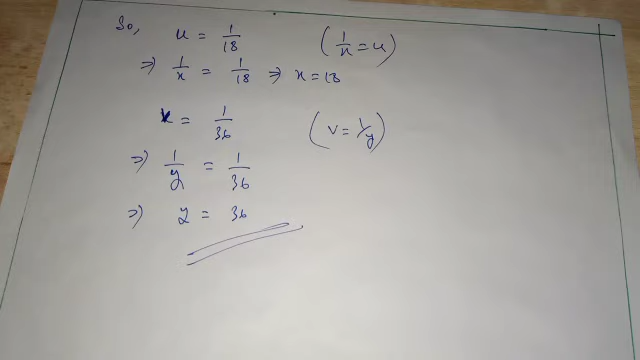 So, u = 1/18 (1/x = u)
⇒ 1/x = 1/18 ⇒ x = 18
v = 1/36 (v = 1/y)
⇒ 1/y = 1/36
⇒ y = 36